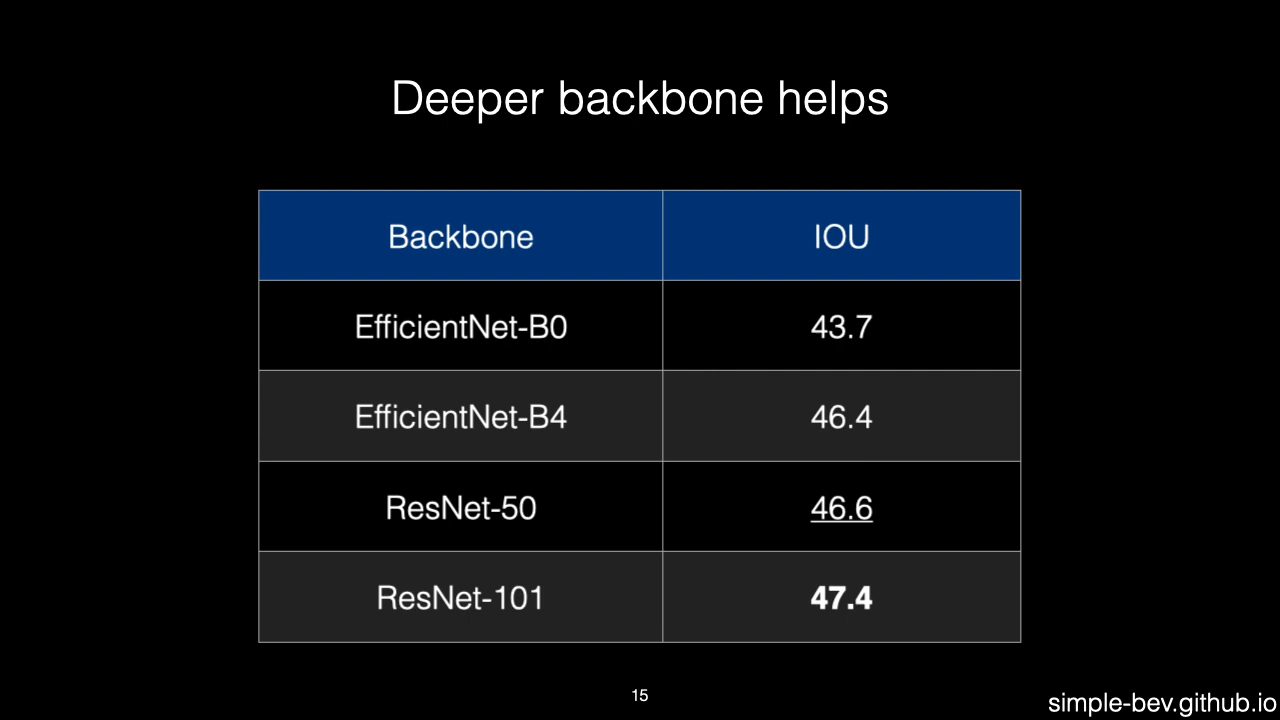 Deeper backbone helps
Backbone IOU
EfficientNet-B0 43.7
EfficientNet-B4 46.4
ResNet-50 46.6
ResNet-101 47.4
15
simple-bev.github.io